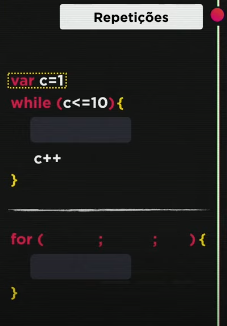 Repetições
var c=1
while (c<=10){
c++
}
for ( ; ; ){
}